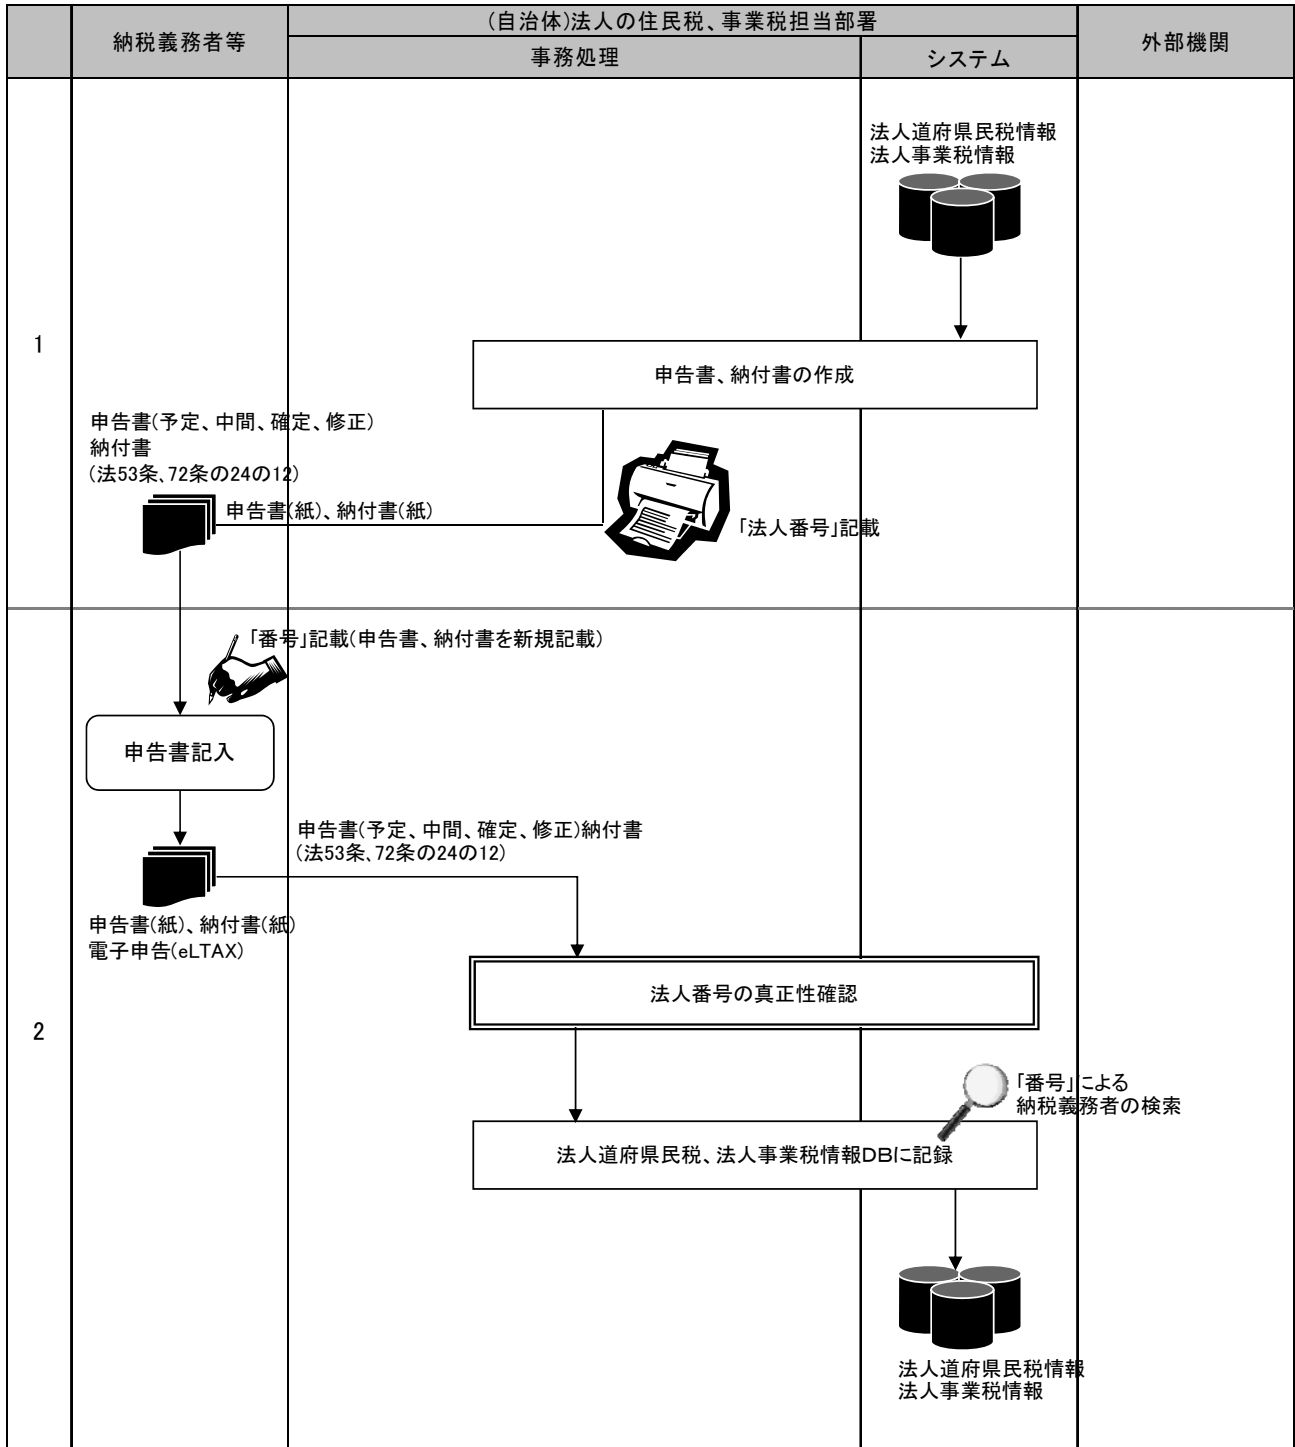 納税義務者等
(自治体)法人の住民税、事業税担当部署
事務処理
システム
外部機関
1
法人道府県民税情報
法人事業税情報
申告書、納付書の作成
申告書(予定、中間、確定、修正)
納付書
(法53条、72条の24の12)
申告書(紙)、納付書(紙)
「法人番号」記載
2
「番号」記載(申告書、納付書を新規記載)
申告書記入
申告書(予定、中間、確定、修正)納付書
(法53条、72条の24の12)
申告書(紙)、納付書(紙)
電子申告(eLTAX)
法人番号の真正性確認
「番号」による
納税義務者の検索
法人道府県民税、法人事業税情報DBに記録
法人道府県民税情報
法人事業税情報